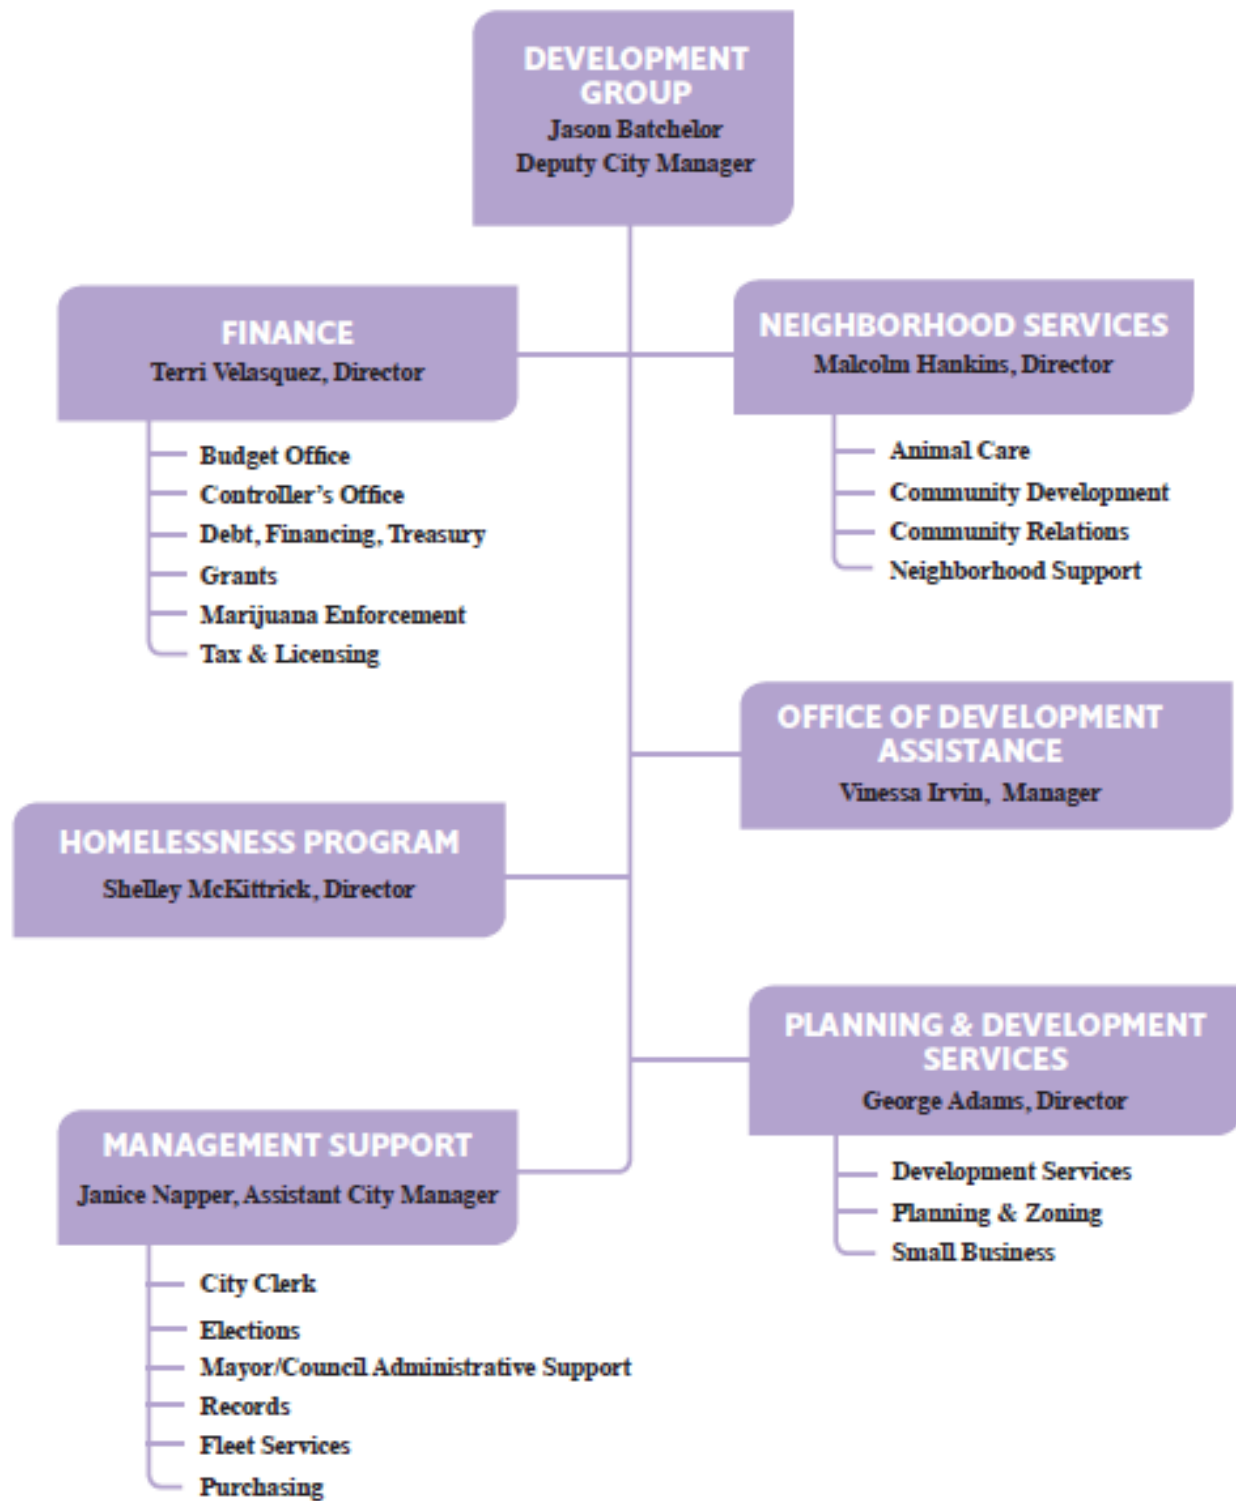 DEVELOPMENT
GROUP
Jason Batchelor
Deputy City Manager
FINANCE
Terri Velasquez, Director
Budget Office
Controller’s Office
Debt, Financing, Treasury
Grants
Marijuana Enforcement
Tax & Licensing
NEIGHBORHOOD SERVICES
Malcolm Hankins, Director
Animal Care
Community Development
Community Relations
Neighborhood Support
OFFICE OF DEVELOPMENT
ASSISTANCE
Vinessa Irvin, Manager
HOMELESSNESS PROGRAM
Shelley McKittrick, Director
PLANNING & DEVELOPMENT
SERVICES
George Adams, Director
Development Services
Planning & Zoning
Small Business
MANAGEMENT SUPPORT
Janice Napper, Assistant City Manager
City Clerk
Elections
Mayor/Council Administrative Support
Records
Fleet Services
Purchasing